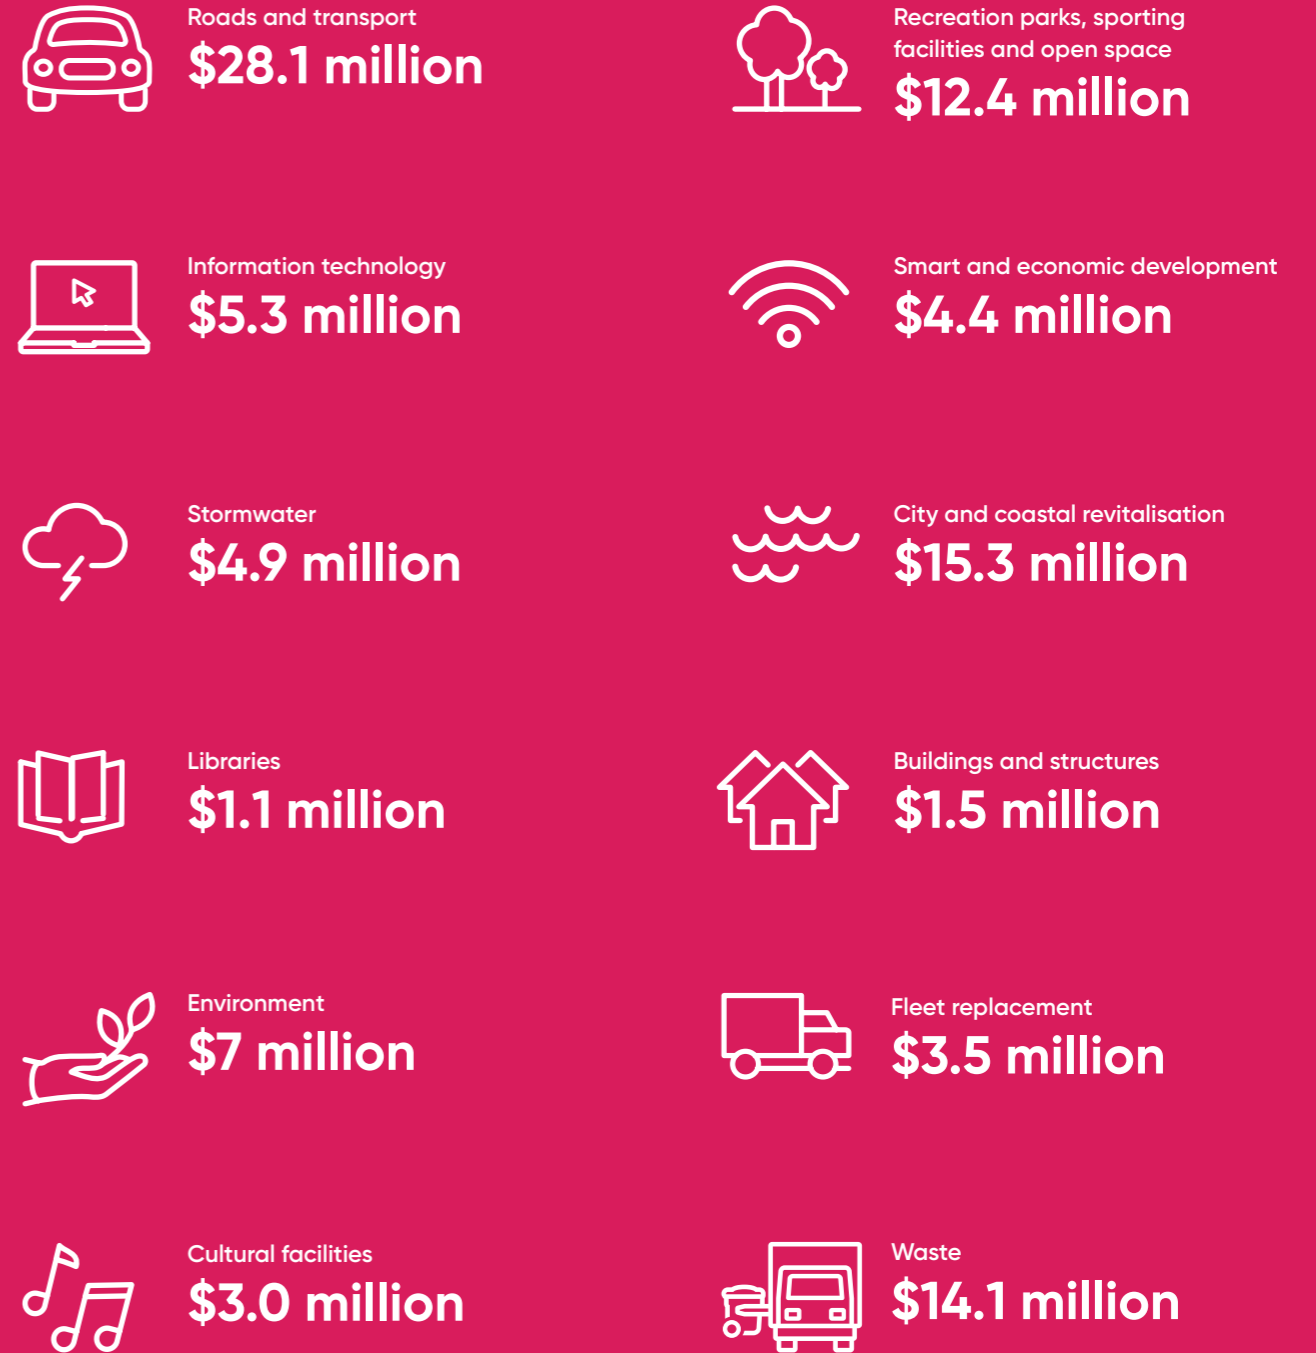 Roads and transport
$28.1 million
Recreation parks, sporting
facilities and open space
$12.4 million
Information technology
$5.3 million
Smart and economic development
$4.4 million
Stormwater
$4.9 million
City and coastal revitalisation
$15.3 million
Libraries
$1.1 million
Buildings and structures
$1.5 million
Environment
$7 million
Fleet replacement
$3.5 million
Cultural facilities
$3.0 million
Waste
$14.1 million